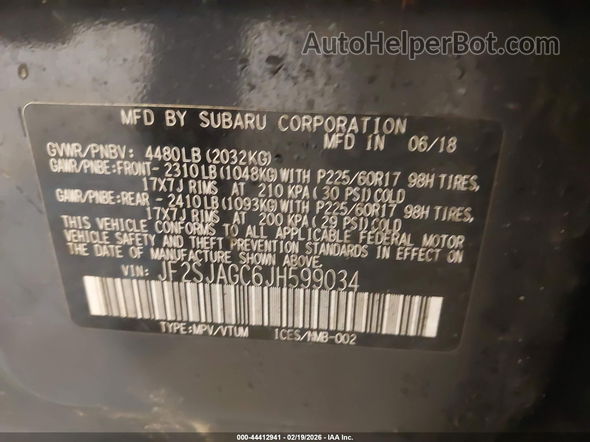 AutoHelperBot.com
MFD BY SUBARU CORPORATION
MFD IN 06/18
GVWR/PNBV: 4480LB(2032KG)
GAWR/PNBE:FRONT- 2310LB(1048KG)WITH P225/60R17 98H TIRES,
17X7J RIMS AT 210 KPA(30 PSI)COLD
GAWR/PNBE:REAR - 2410LB(1093KG)WITH P225/60R17 98H TIRES,
17X7J RIMS AT 200 KPA(29 PSI)COLD
THIS VEHICLE CONFORMS TO ALL APPLICABLE FEDERAL MOTOR
VEHICLE SAFETY AND THEFT PREVENTION STANDARDS IN EFFECT ON
THE DATE OF MANUFACTURE SHOWN ABOVE.
VIN: JF2SJAGC6JH599034
TYPE:MPV/VTUM ICES/NMB-002
000-44412941 - 02/19/2026 - IAA Inc.